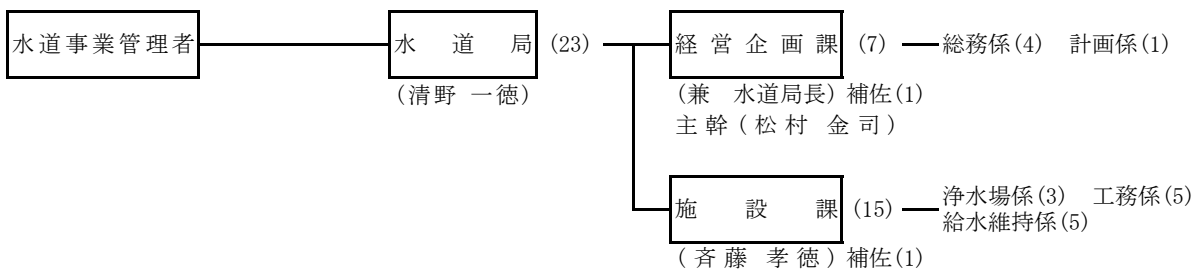 水道事業管理者 水道局 (23) 経営企画課 (7) 総務係(4) 計画係(1)
(清野 一徳) (兼 水道局長) 補佐(1)
主幹(松村 金司)
施設課 (15) 浄水場係(3) 工務係(5)
給水維持係(5)
(斉藤 孝徳) 補佐(1)